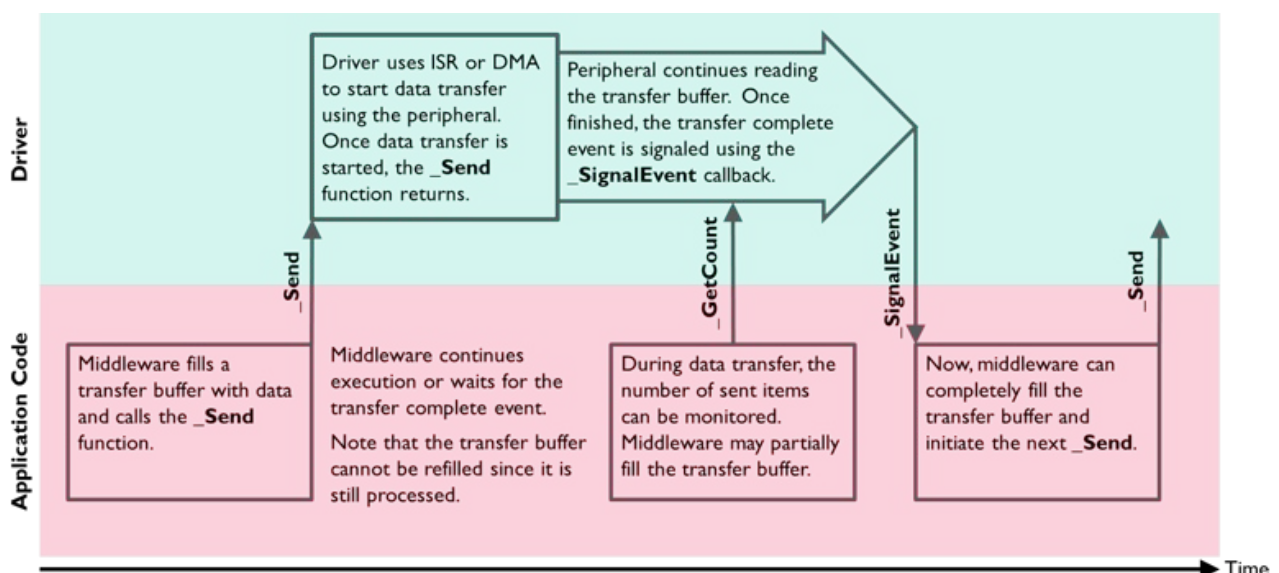 Driver
Driver uses ISR or DMA
to start data transfer
using the peripheral.
Once data transfer is
started, the _Send
function returns.
Peripheral continues reading
the transfer buffer. Once
finished, the transfer complete
event is signaled using the
_SignalEvent callback.
_Send
_GetCount
_SignalEvent
_Send
Application Code
Middleware fills a
transfer buffer with data
and calls the _Send
function.
Middleware continues
execution or waits for the
transfer complete event.
Note that the transfer buffer
cannot be refilled since it is
still processed.
During data transfer, the
number of sent items
can be monitored.
Middleware may partially
fill the transfer buffer.
Now, middleware can
completely fill the
transfer buffer and
initiate the next _Send.
Time